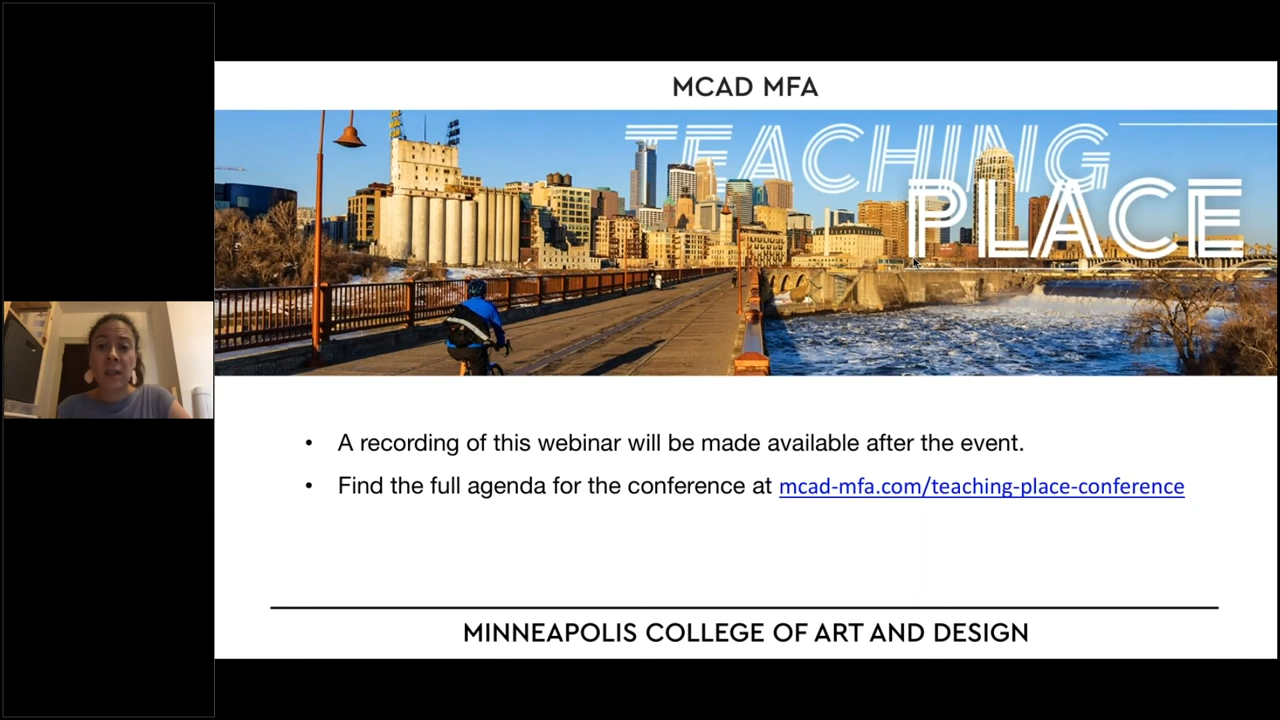 MCAD MFA
TEACHING
PLACE
• A recording of this webinar will be made available after the event.
• Find the full agenda for the conference at mcad-mfa.com/teaching-place-conference
MINNEAPOLIS COLLEGE OF ART AND DESIGN